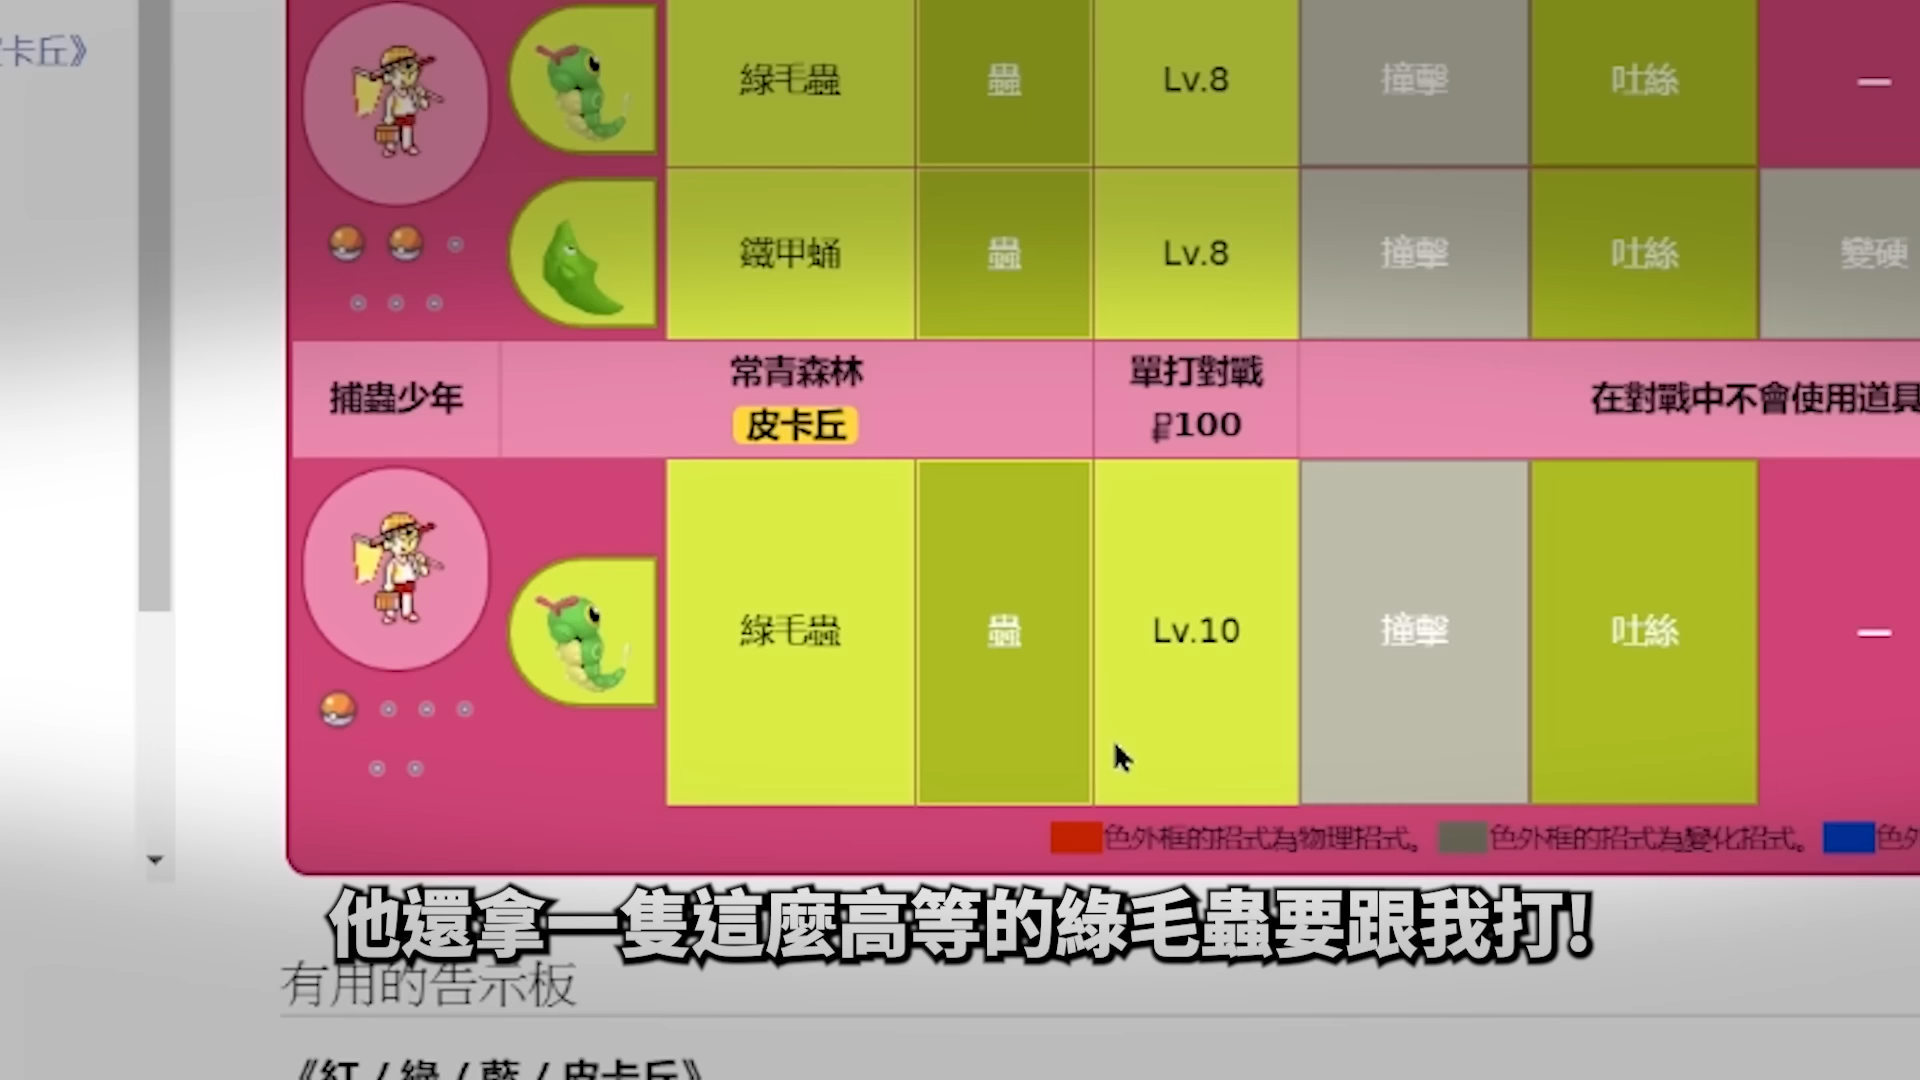 卡丘》
綠毛蟲 蟲 Lv.8 撞擊 吐絲 —
鐵甲蛹 蟲 Lv.8 撞擊 吐絲 變硬
捕蟲少年 常青森林 單打對戰 在對戰中不會使用道具
皮卡丘 ₽100
綠毛蟲 蟲 Lv.10 撞擊 吐絲 —
色外框的招式為物理招式。 色外框的招式為變化招式。 色外
他還拿一隻這麼高等的綠毛蟲要跟我打!
有用的告示板
《紅 / 綠 / 藍 / 皮卡丘》